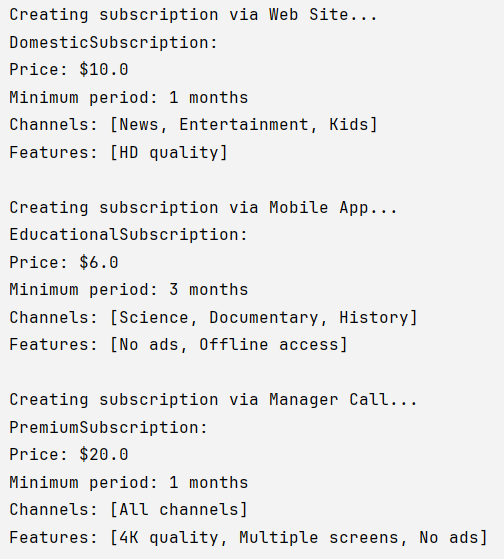 Creating subscription via Web Site...
DomesticSubscription:
Price: $10.0
Minimum period: 1 months
Channels: [News, Entertainment, Kids]
Features: [HD quality]

Creating subscription via Mobile App...
EducationalSubscription:
Price: $6.0
Minimum period: 3 months
Channels: [Science, Documentary, History]
Features: [No ads, Offline access]

Creating subscription via Manager Call...
PremiumSubscription:
Price: $20.0
Minimum period: 1 months
Channels: [All channels]
Features: [4K quality, Multiple screens, No ads]